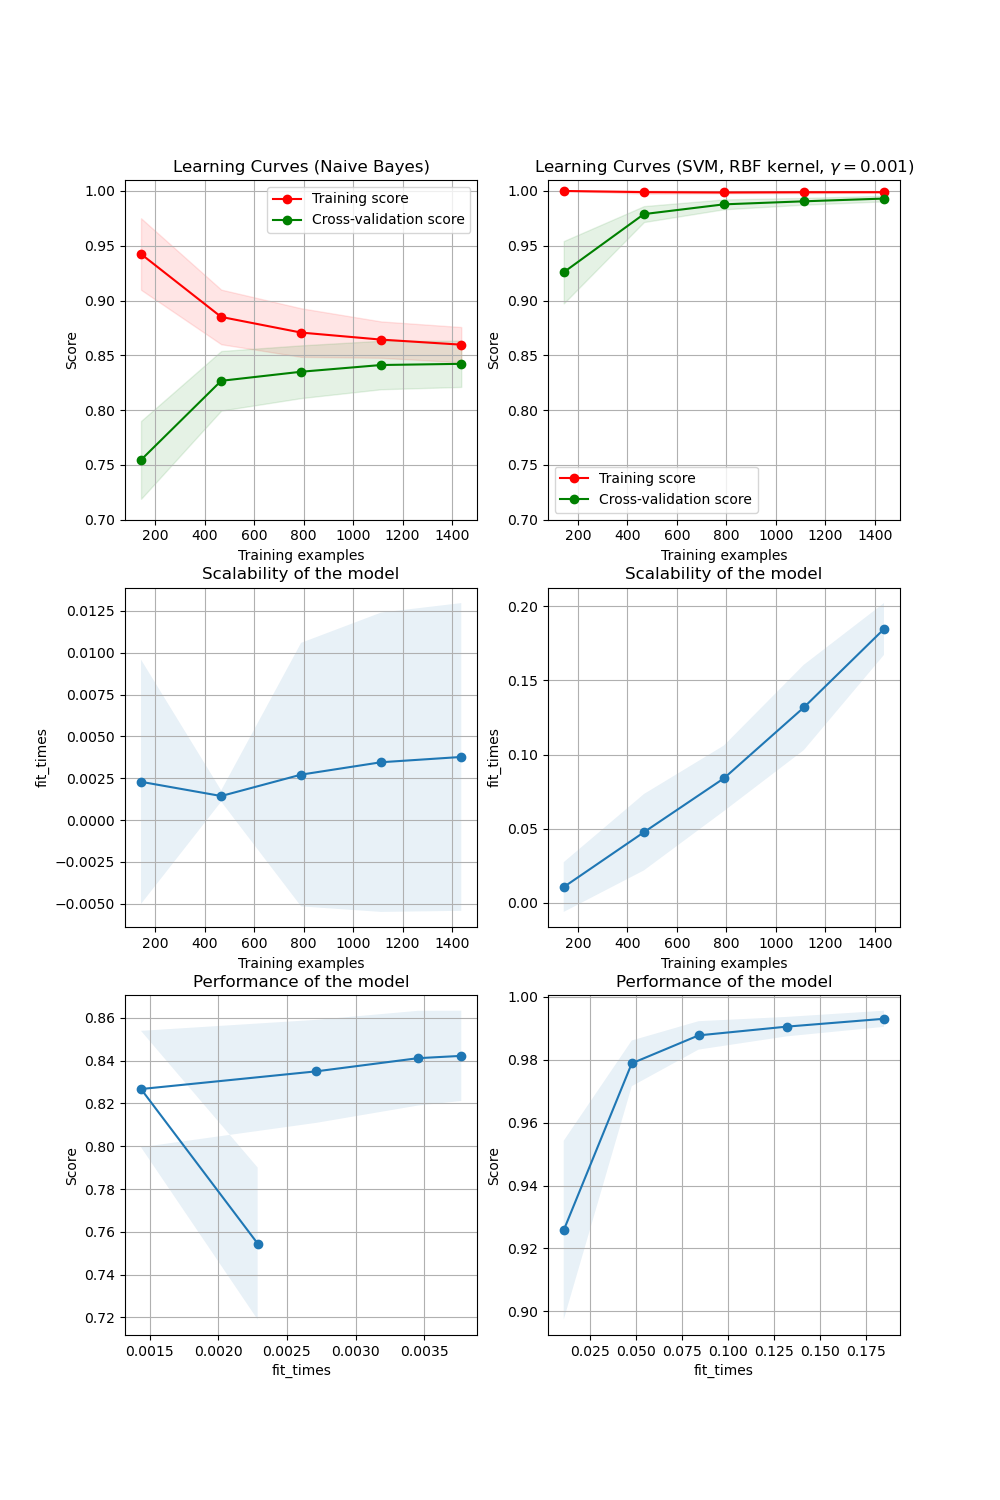 Learning Curves (Naive Bayes)
1.00
0.95
0.90
0.85
0.80
0.75
0.70
Score
Training score
Cross-validation score
200 400 600 800 1000 1200 1400
Training examples
Learning Curves (SVM, RBF kernel, γ = 0.001)
1.00
0.95
0.90
0.85
0.80
0.75
0.70
Score
Training score
Cross-validation score
200 400 600 800 1000 1200 1400
Training examples
Scalability of the model
0.0125
0.0100
0.0075
0.0050
0.0025
0.0000
−0.0025
−0.0050
fit_times
200 400 600 800 1000 1200 1400
Training examples
Scalability of the model
0.20
0.15
0.10
0.05
0.00
fit_times
200 400 600 800 1000 1200 1400
Training examples
Performance of the model
0.86
0.84
0.82
0.80
0.78
0.76
0.74
0.72
Score
0.0015 0.0020 0.0025 0.0030 0.0035
fit_times
Performance of the model
1.00
0.98
0.96
0.94
0.92
0.90
Score
0.025 0.050 0.075 0.100 0.125 0.150 0.175
fit_times